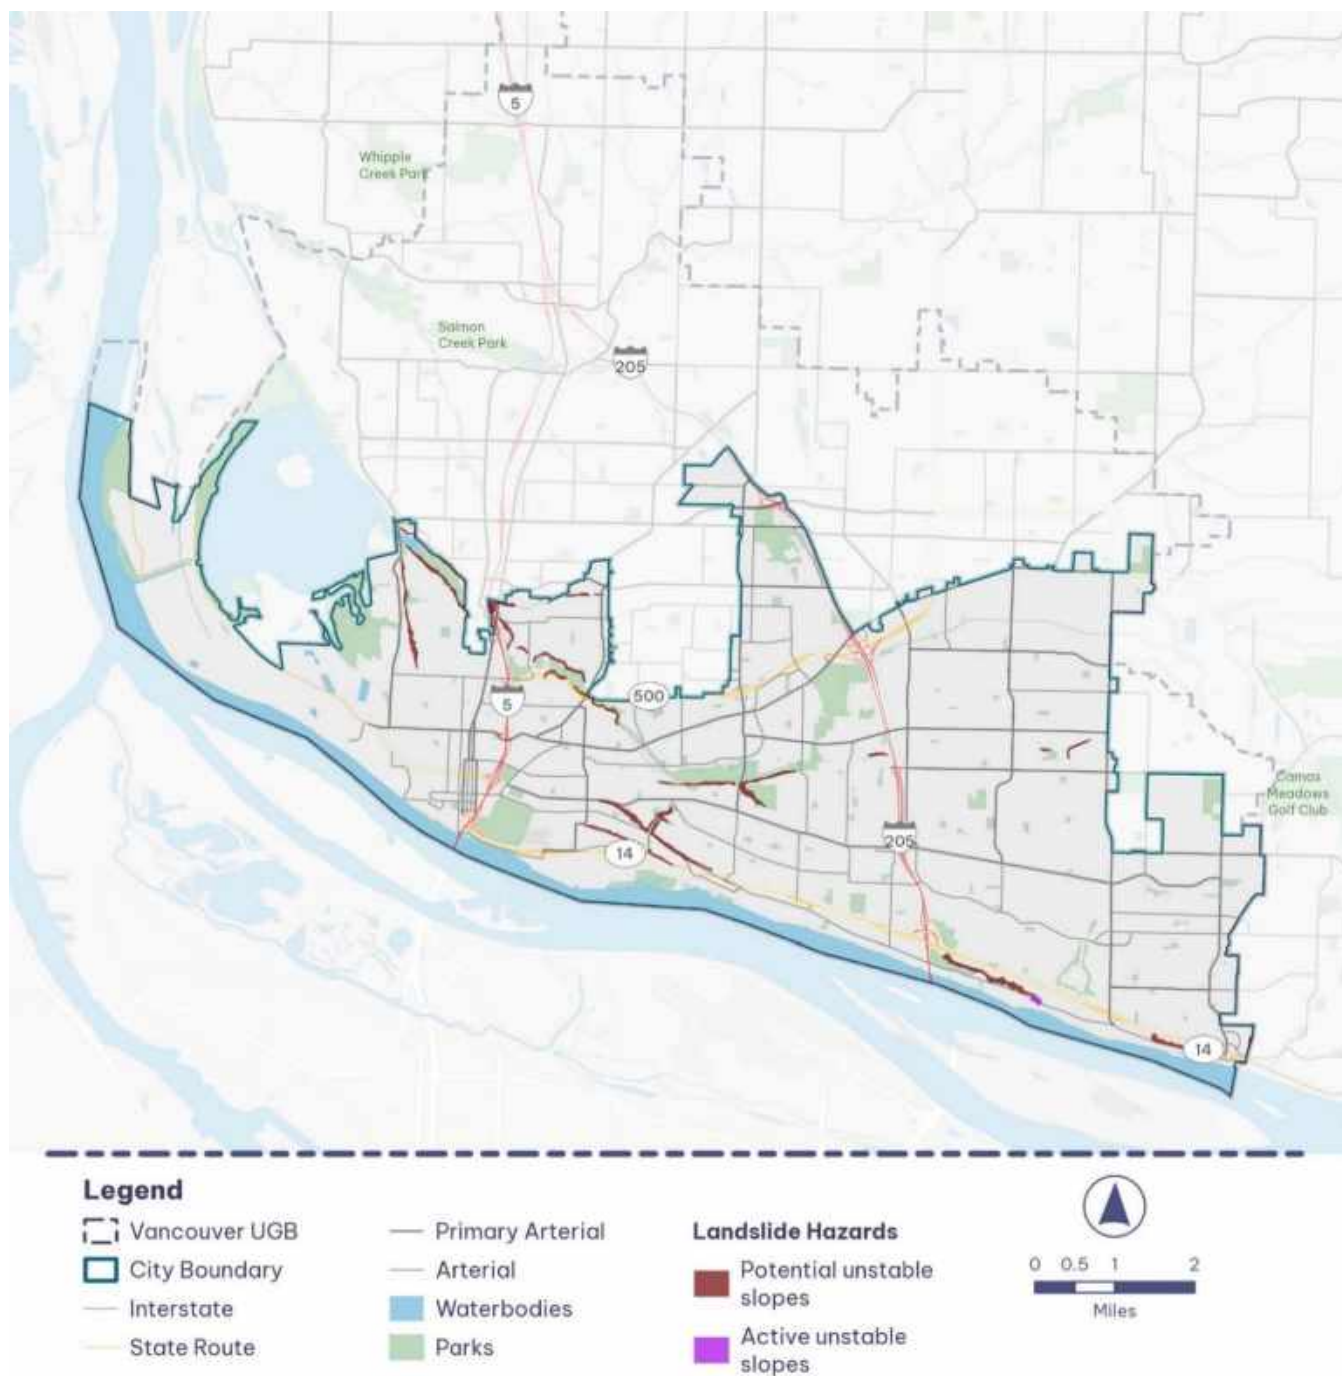 5
Whipple
Creek Park
Salmon
Creek Park
205
500
5
Camas
Meadows
Golf Club
205
14
14
Legend
Vancouver UGB
City Boundary
Interstate
State Route
Primary Arterial
Arterial
Waterbodies
Parks
Landslide Hazards
Potential unstable
slopes
Active unstable
slopes
0 0.5 1 2
Miles